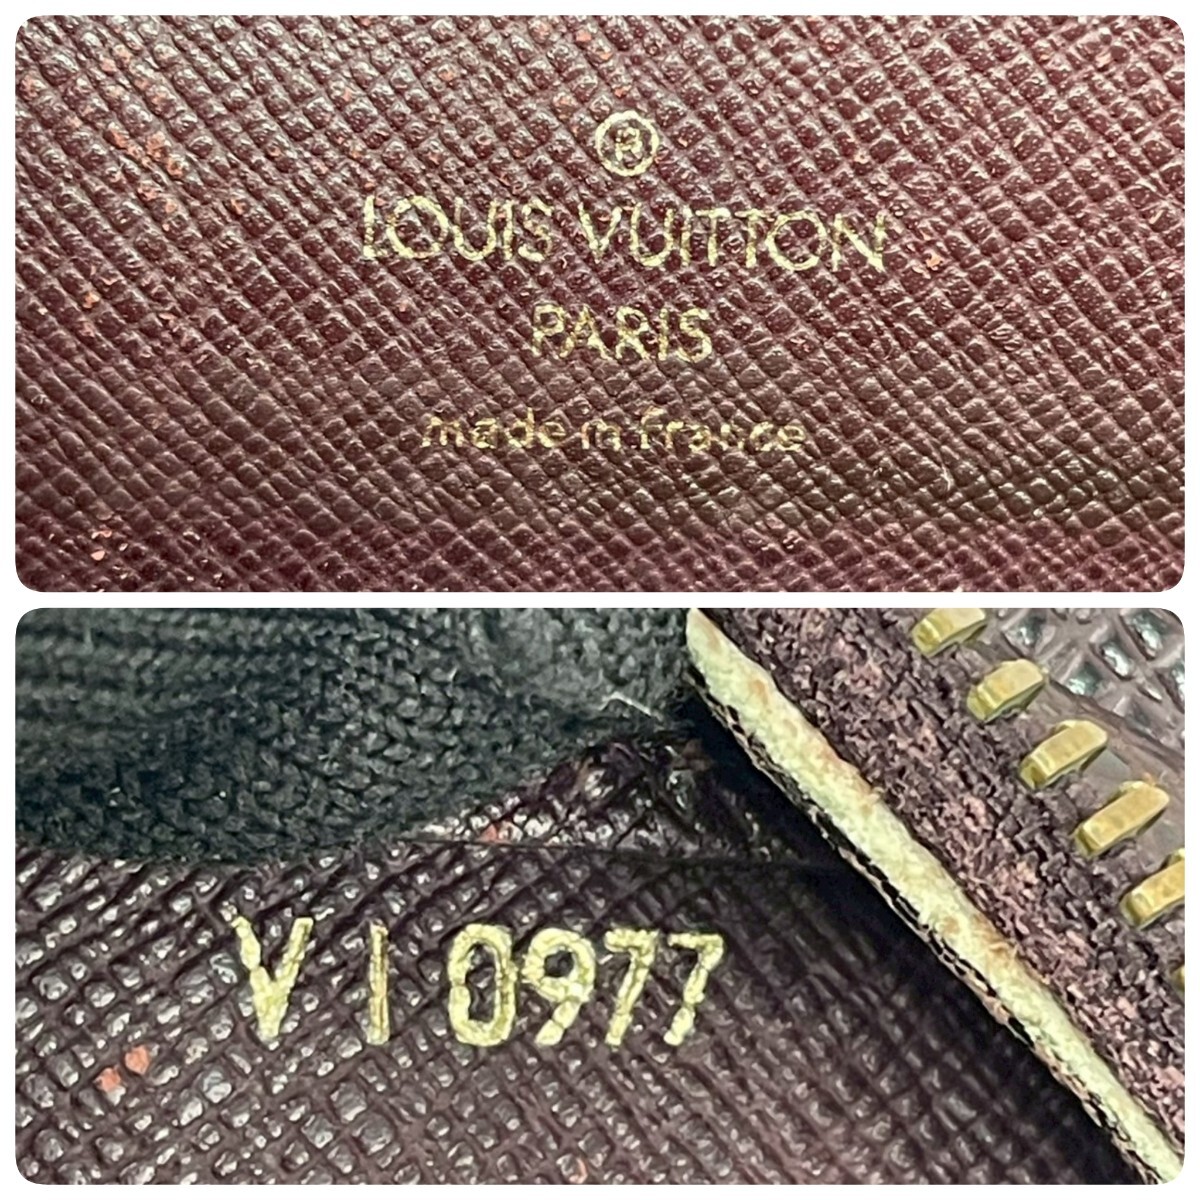 ®
LOUIS VUITTON
PARIS
made in France
VI0977